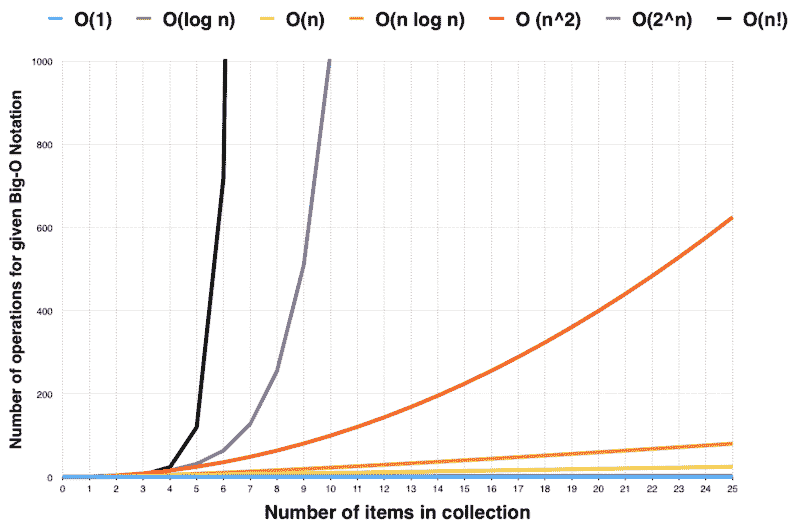 O(1) O(log n) O(n) O(n log n) O (n^2) O(2^n) O(n!)
Number of operations for given Big-O Notation
1000
800
600
400
200
0
0 1 2 3 4 5 6 7 8 9 10 11 12 13 14 15 16 17 18 19 20 21 22 23 24 25
Number of items in collection